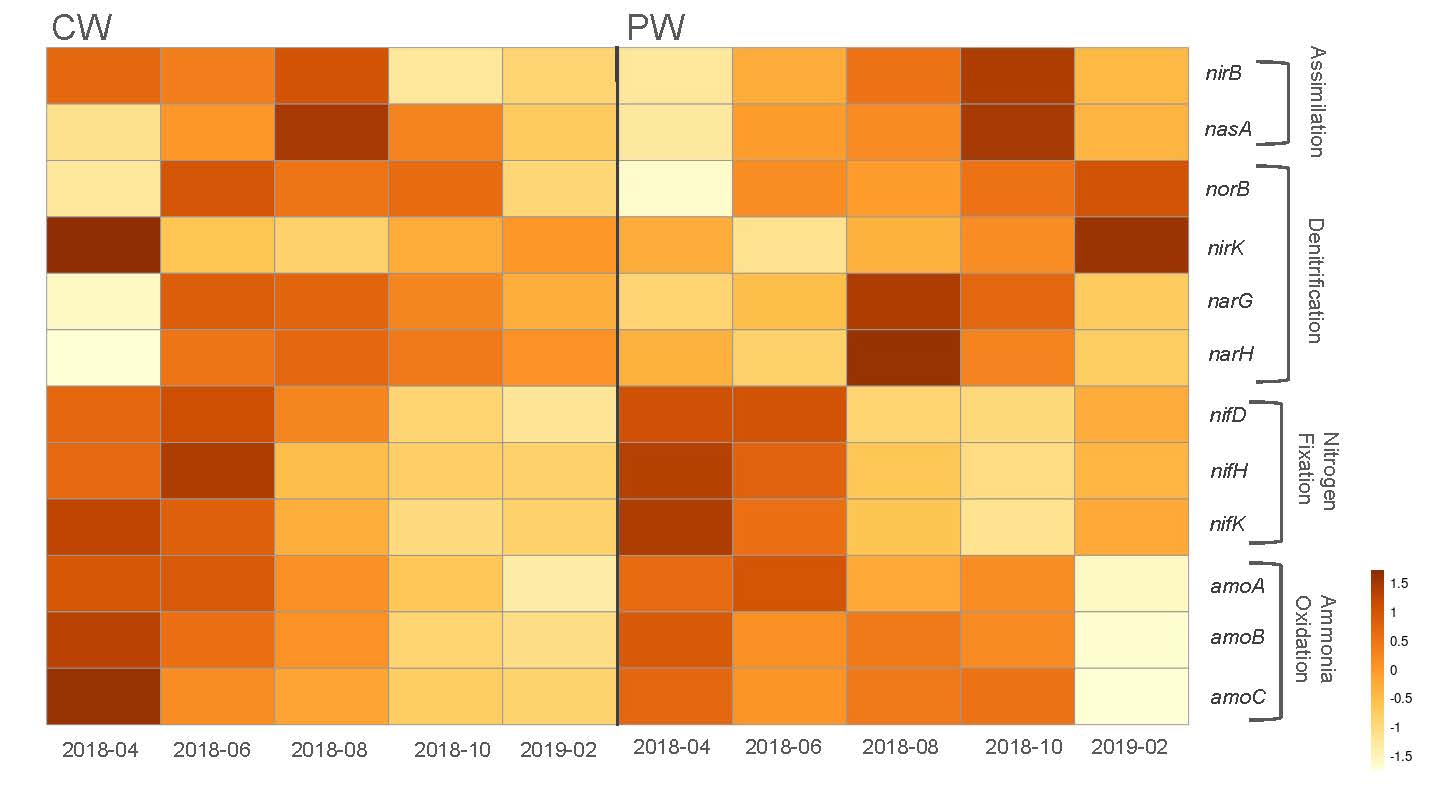 CW PW
nirB
nasA
Assimilation
norB
nirK
narG
narH
Denitrification
nifD
nifH
nifK
Nitrogen
Fixation
amoA
amoB
amoC
Ammonia
Oxidation
1.5
1
0.5
0
-0.5
-1
-1.5
2018-04 2018-06 2018-08 2018-10 2019-02 2018-04 2018-06 2018-08 2018-10 2019-02